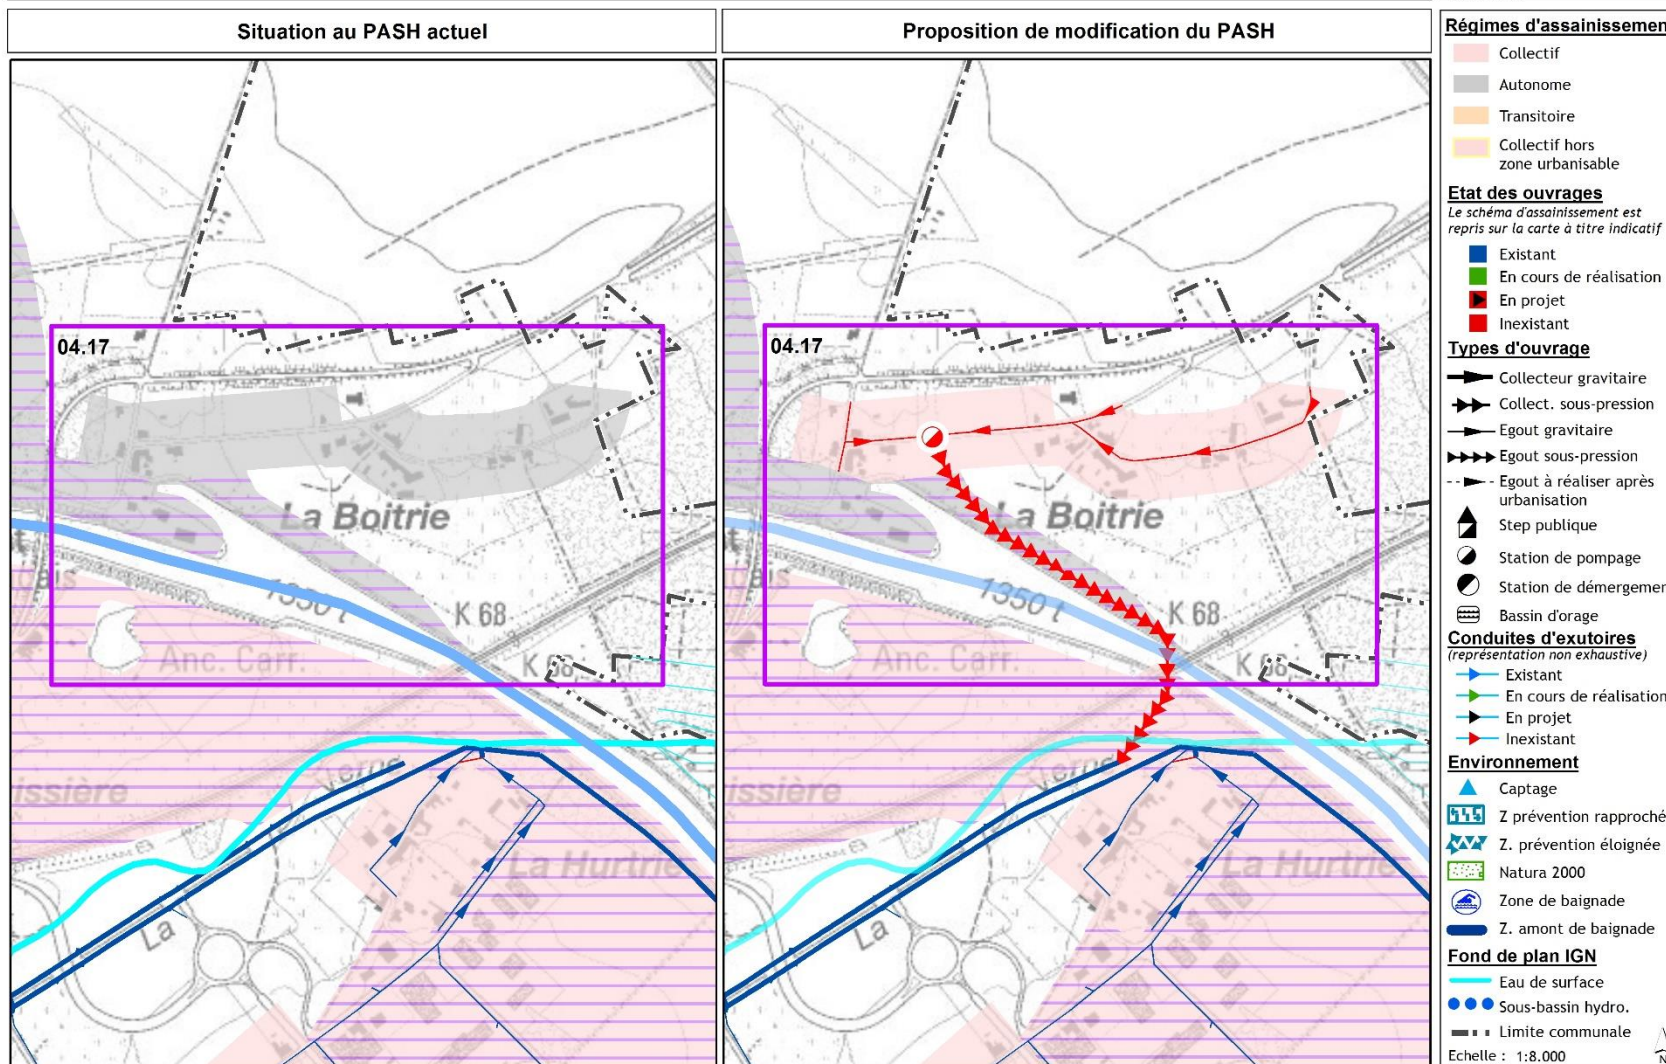 Situation au PASH actuel
04.17
La Boitrie
1350 t
K 68
Anc. Carr.
K 68
issière
La Hurtrie
La
Proposition de modification du PASH
04.17
La Boitrie
1350 t
K 68
Anc. Carr.
K 68
issière
La Hurtrie
La
Régimes d'assainissemen
Collectif
Autonome
Transitoire
Collectif hors
zone urbanisable
Etat des ouvrages
Le schéma d'assainissement est
repris sur la carte à titre indicatif
Existant
En cours de réalisation
En projet
Inexistant
Types d'ouvrage
Collecteur gravitaire
Collect. sous-pression
Egout gravitaire
Egout sous-pression
Egout à réaliser après
urbanisation
Step publique
Station de pompage
Station de démergemen
Bassin d'orage
Conduites d'exutoires
(représentation non exhaustive)
Existant
En cours de réalisation
En projet
Inexistant
Environnement
Captage
Z prévention rapproché
Z. prévention éloignée
Natura 2000
Zone de baignade
Z. amont de baignade
Fond de plan IGN
Eau de surface
Sous-bassin hydro.
Limite communale
Echelle : 1:8.000
N